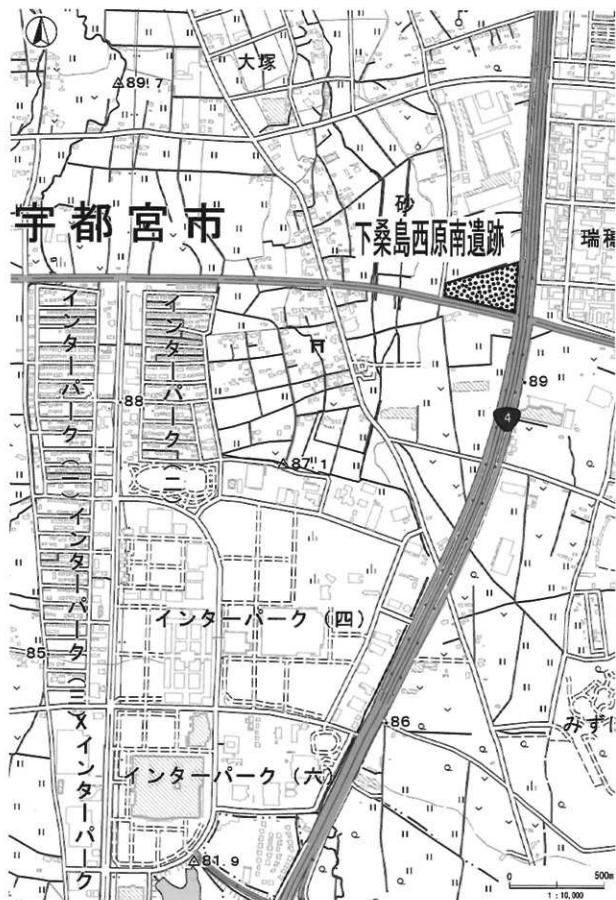 大塚
△89.7
砂
宇都宮市
下桑島西原南遺跡
瑞穂
インターパーク(一)
インターパーク(二)
88
89
4
△87.1
インターパーク(四)
インターパーク(三)
85
86
みず
インターパーク(六)
インターパーク
△81.9
0 500m
1:10,000